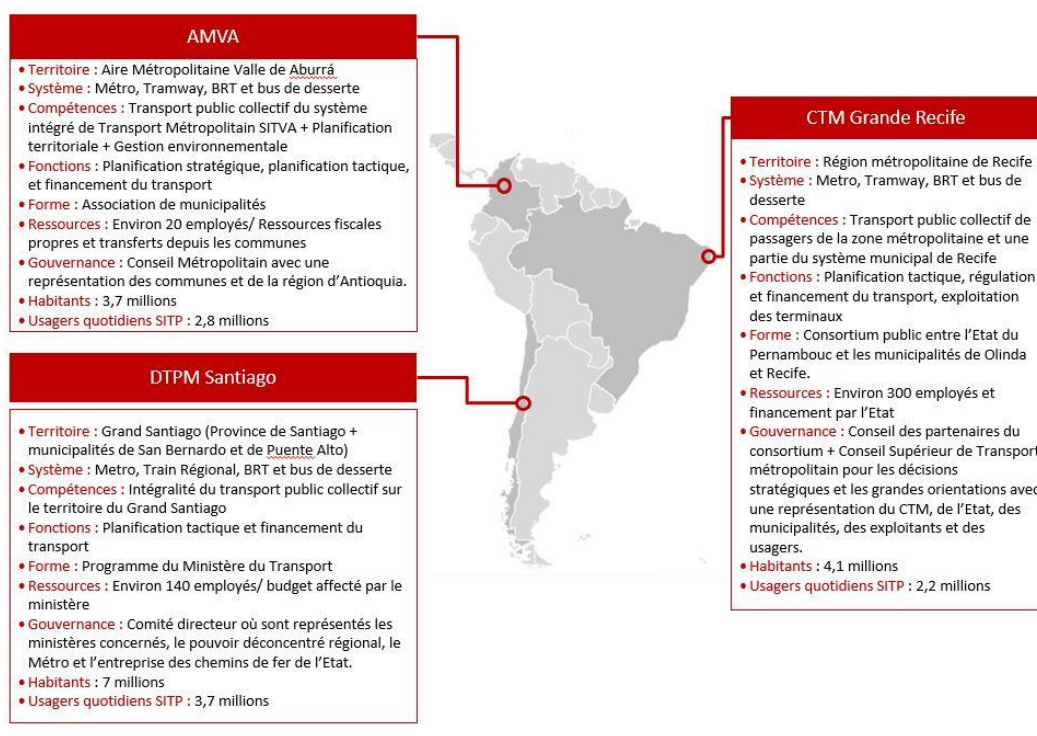 AMVA
• Territoire : Aire Métropolitaine Valle de Aburrá
• Système : Métro, Tramway, BRT et bus de desserte
• Compétences : Transport public collectif du système
intégré de Transport Métropolitain SITVA + Planification
territoriale + Gestion environnementale
• Fonctions : Planification stratégique, planification tactique,
et financement du transport
• Forme : Association de municipalités
• Ressources : Environ 20 employés/ Ressources fiscales
propres et transferts depuis les communes
• Gouvernance : Conseil Métropolitain avec une
représentation des communes et de la région d’Antioquia.
• Habitants : 3,7 millions
• Usagers quotidiens SITP : 2,8 millions
DTPM Santiago
• Territoire : Grand Santiago (Province de Santiago +
municipalités de San Bernardo et de Puente Alto)
• Système : Metro, Train Régional, BRT et bus de desserte
• Compétences : Intégralité du transport public collectif sur
le territoire du Grand Santiago
• Fonctions : Planification tactique et financement du
transport
• Forme : Programme du Ministère du Transport
• Ressources : Environ 140 employés/ budget affecté par le
ministère
• Gouvernance : Comité directeur où sont représentés les
ministères concernés, le pouvoir déconcentré régional, le
Métro et l’entreprise des chemins de fer de l’Etat.
• Habitants : 7 millions
• Usagers quotidiens SITP : 3,7 millions
CTM Grande Recife
• Territoire : Région métropolitaine de Recife
• Système : Metro, Tramway, BRT et bus de
desserte
• Compétences : Transport public collectif de
passagers de la zone métropolitaine et une
partie du système municipal de Recife
• Fonctions : Planification tactique, régulation
et financement du transport, exploitation
des terminaux
• Forme : Consortium public entre l’Etat du
Pernambouc et les municipalités de Olinda
et Recife.
• Ressources : Environ 300 employés et
financement par l’Etat
• Gouvernance : Conseil des partenaires du
consortium + Conseil Supérieur de Transport
métropolitain pour les décisions
stratégiques et les grandes orientations avec
une représentation du CTM, de l’Etat, des
municipalités, des exploitants et des
usagers.
• Habitants : 4,1 millions
• Usagers quotidiens SITP : 2,2 millions